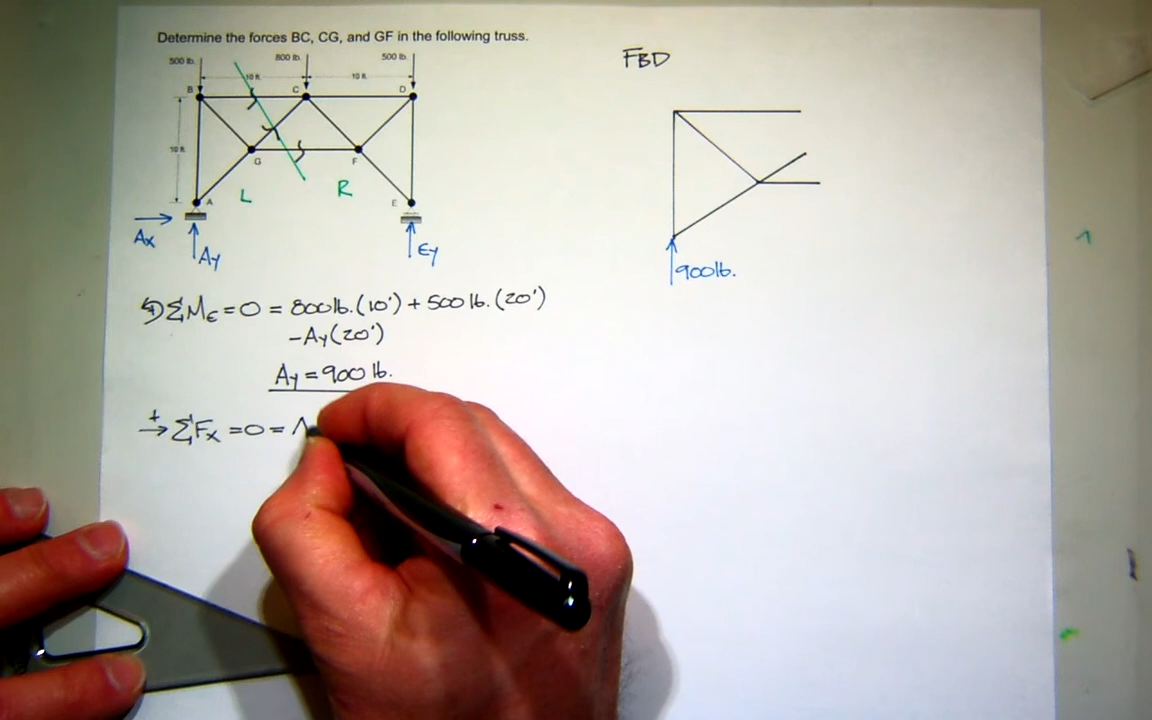 Determine the forces BC, CG, and GF in the following truss.
FBD
500 lb. 800 lb. 500 lb.
10 ft. 10 ft.
B C D
10 ft.
G F
A L R E
Ax
Ay Ey
900 lb.
+ ΣM_E = 0 = 800 lb. (10') + 500 lb. (20')
- Ay (20')
Ay = 900 lb.
+→ ΣFx = 0 =